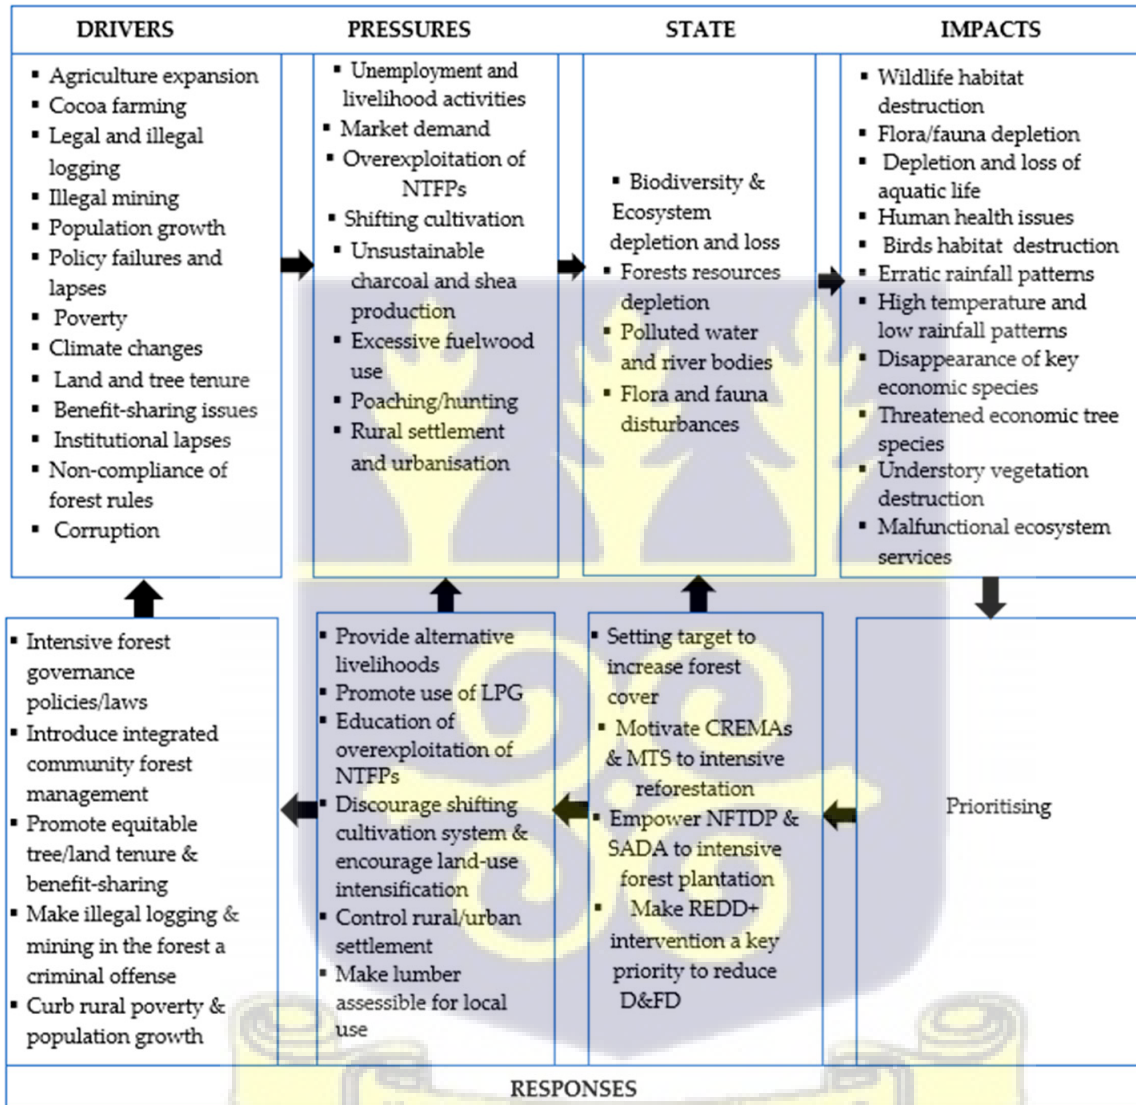 DRIVERS
PRESSURES
STATE
IMPACTS
▪ Agriculture expansion
▪ Cocoa farming
▪ Legal and illegal
logging
▪ Illegal mining
▪ Population growth
▪ Policy failures and
lapses
▪ Poverty
▪ Climate changes
▪ Land and tree tenure
▪ Benefit-sharing issues
▪ Institutional lapses
▪ Non-compliance of
forest rules
▪ Corruption
▪ Unemployment and
livelihood activities
▪ Market demand
▪ Overexploitation of
NTFPs
▪ Shifting cultivation
▪ Unsustainable
charcoal and shea
production
▪ Excessive fuelwood
use
▪ Poaching/hunting
▪ Rural settlement
and urbanisation
▪ Biodiversity &
Ecosystem
depletion and loss
▪ Forests resources
depletion
▪ Polluted water
and river bodies
▪ Flora and fauna
disturbances
▪ Wildlife habitat
destruction
▪ Flora/fauna depletion
▪ Depletion and loss of
aquatic life
▪ Human health issues
▪ Birds habitat destruction
▪ Erratic rainfall patterns
▪ High temperature and
low rainfall patterns
▪ Disappearance of key
economic species
▪ Threatened economic tree
species
▪ Understory vegetation
destruction
▪ Malfunctional ecosystem
services
▪ Intensive forest
governance
policies/laws
▪ Introduce integrated
community forest
management
▪ Promote equitable
tree/land tenure &
benefit-sharing
▪ Make illegal logging &
mining in the forest a
criminal offense
▪ Curb rural poverty &
population growth
▪ Provide alternative
livelihoods
▪ Promote use of LPG
▪ Education of
overexploitation of
NTFPs
▪ Discourage shifting
cultivation system &
encourage land-use
intensification
▪ Control rural/urban
settlement
▪ Make lumber
assessible for local
use
▪ Setting target to
increase forest
cover
▪ Motivate CREMAs
& MTS to intensive
reforestation
▪ Empower NFTDP &
SADA to intensive
forest plantation
▪ Make REDD+
intervention a key
priority to reduce
D&FD
Prioritising
RESPONSES